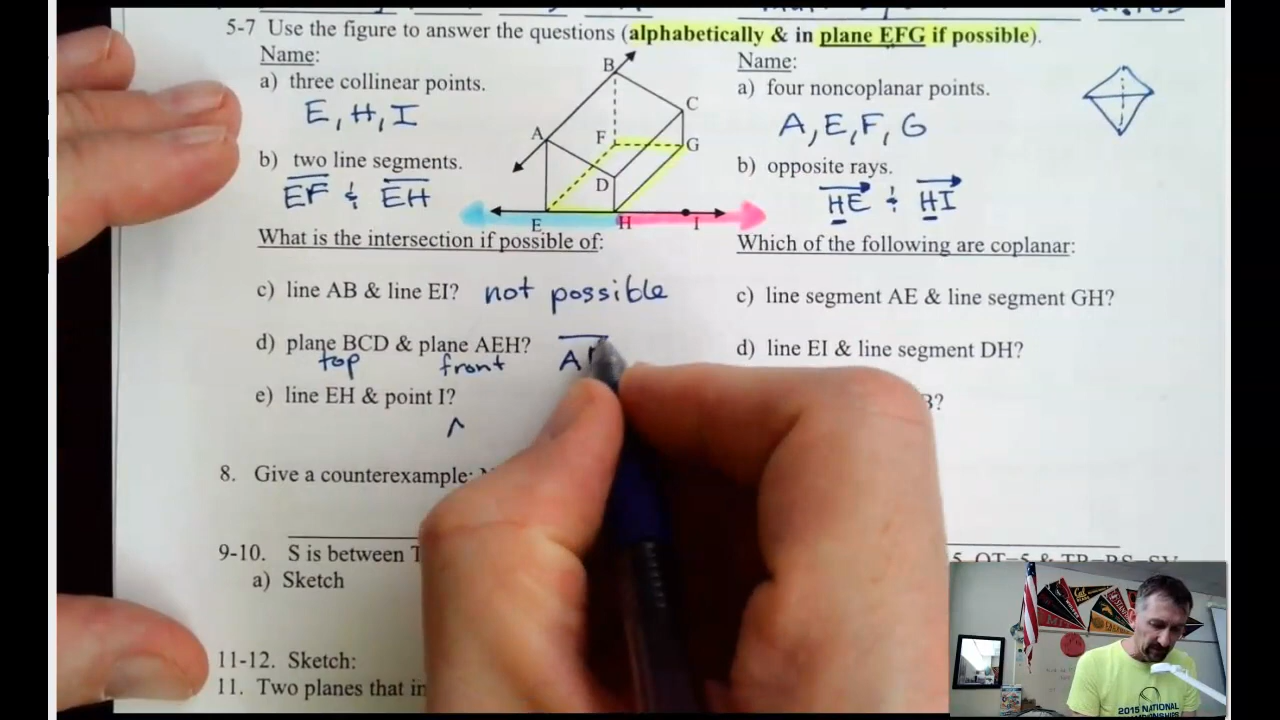 5-7 Use the figure to answer the questions (alphabetically & in plane EFG if possible).
Name:
a) three collinear points.
E, H, I
b) two line segments.
EF & EH
What is the intersection if possible of:
c) line AB & line EI? not possible
d) plane BCD & plane AEH? A
top front
e) line EH & point I?
8. Give a counterexample:
9-10. S is between
a) Sketch
11-12. Sketch:
11. Two planes that
B
C
A
F
G
D
E
H
I
Name:
a) four noncoplanar points.
A, E, F, G
b) opposite rays.
HE & HI
Which of the following are coplanar:
c) line segment AE & line segment GH?
d) line EI & line segment DH?
B?
2015 NATIONAL